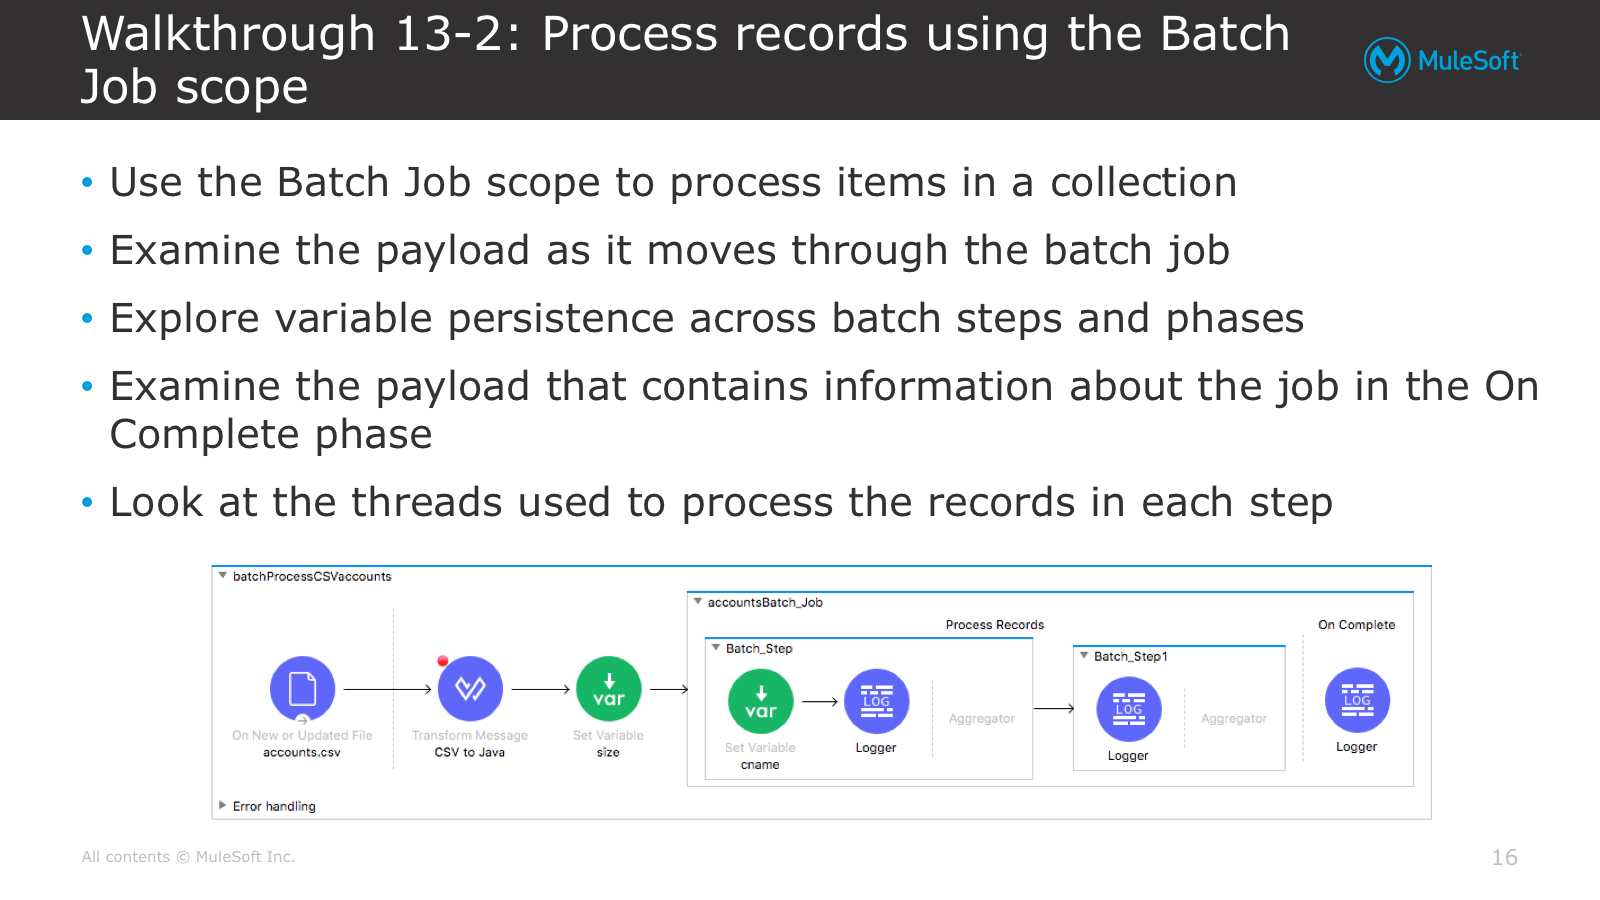 Walkthrough 13-2: Process records using the Batch
Job scope
MuleSoft
• Use the Batch Job scope to process items in a collection
• Examine the payload as it moves through the batch job
• Explore variable persistence across batch steps and phases
• Examine the payload that contains information about the job in the On
Complete phase
• Look at the threads used to process the records in each step
batchProcessCSVaccounts
accountsBatch_Job
Process Records
On Complete
Batch_Step
Batch_Step1
var
var
LOG
LOG
LOG
On New or Updated File
accounts.csv
Transform Message
CSV to Java
Set Variable
size
Set Variable
cname
Logger
Aggregator
Logger
Aggregator
Logger
Error handling
All contents © MuleSoft Inc.
16